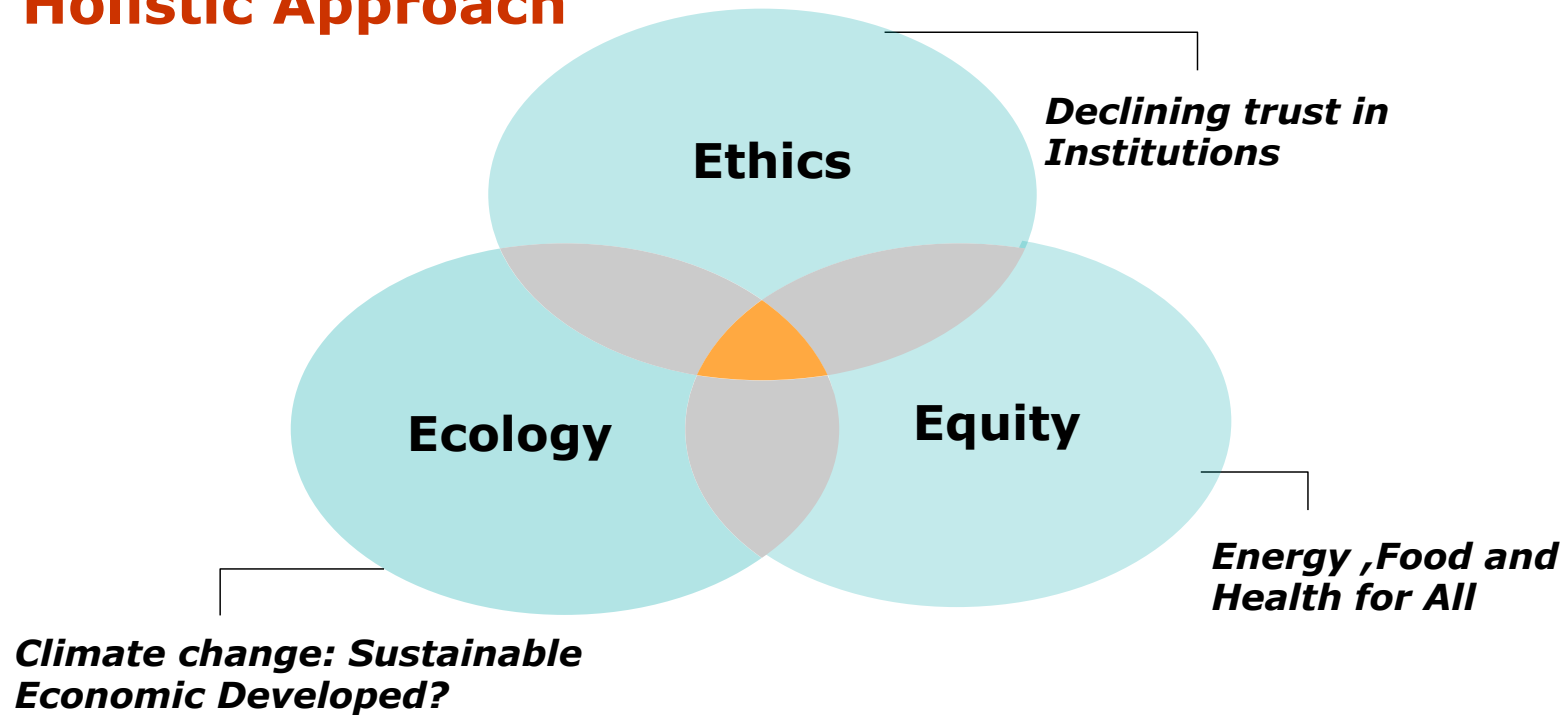 Holistic Approach
Declining trust in
Institutions
Ethics
Ecology
Equity
Energy ,Food and
Health for All
Climate change: Sustainable
Economic Developed?